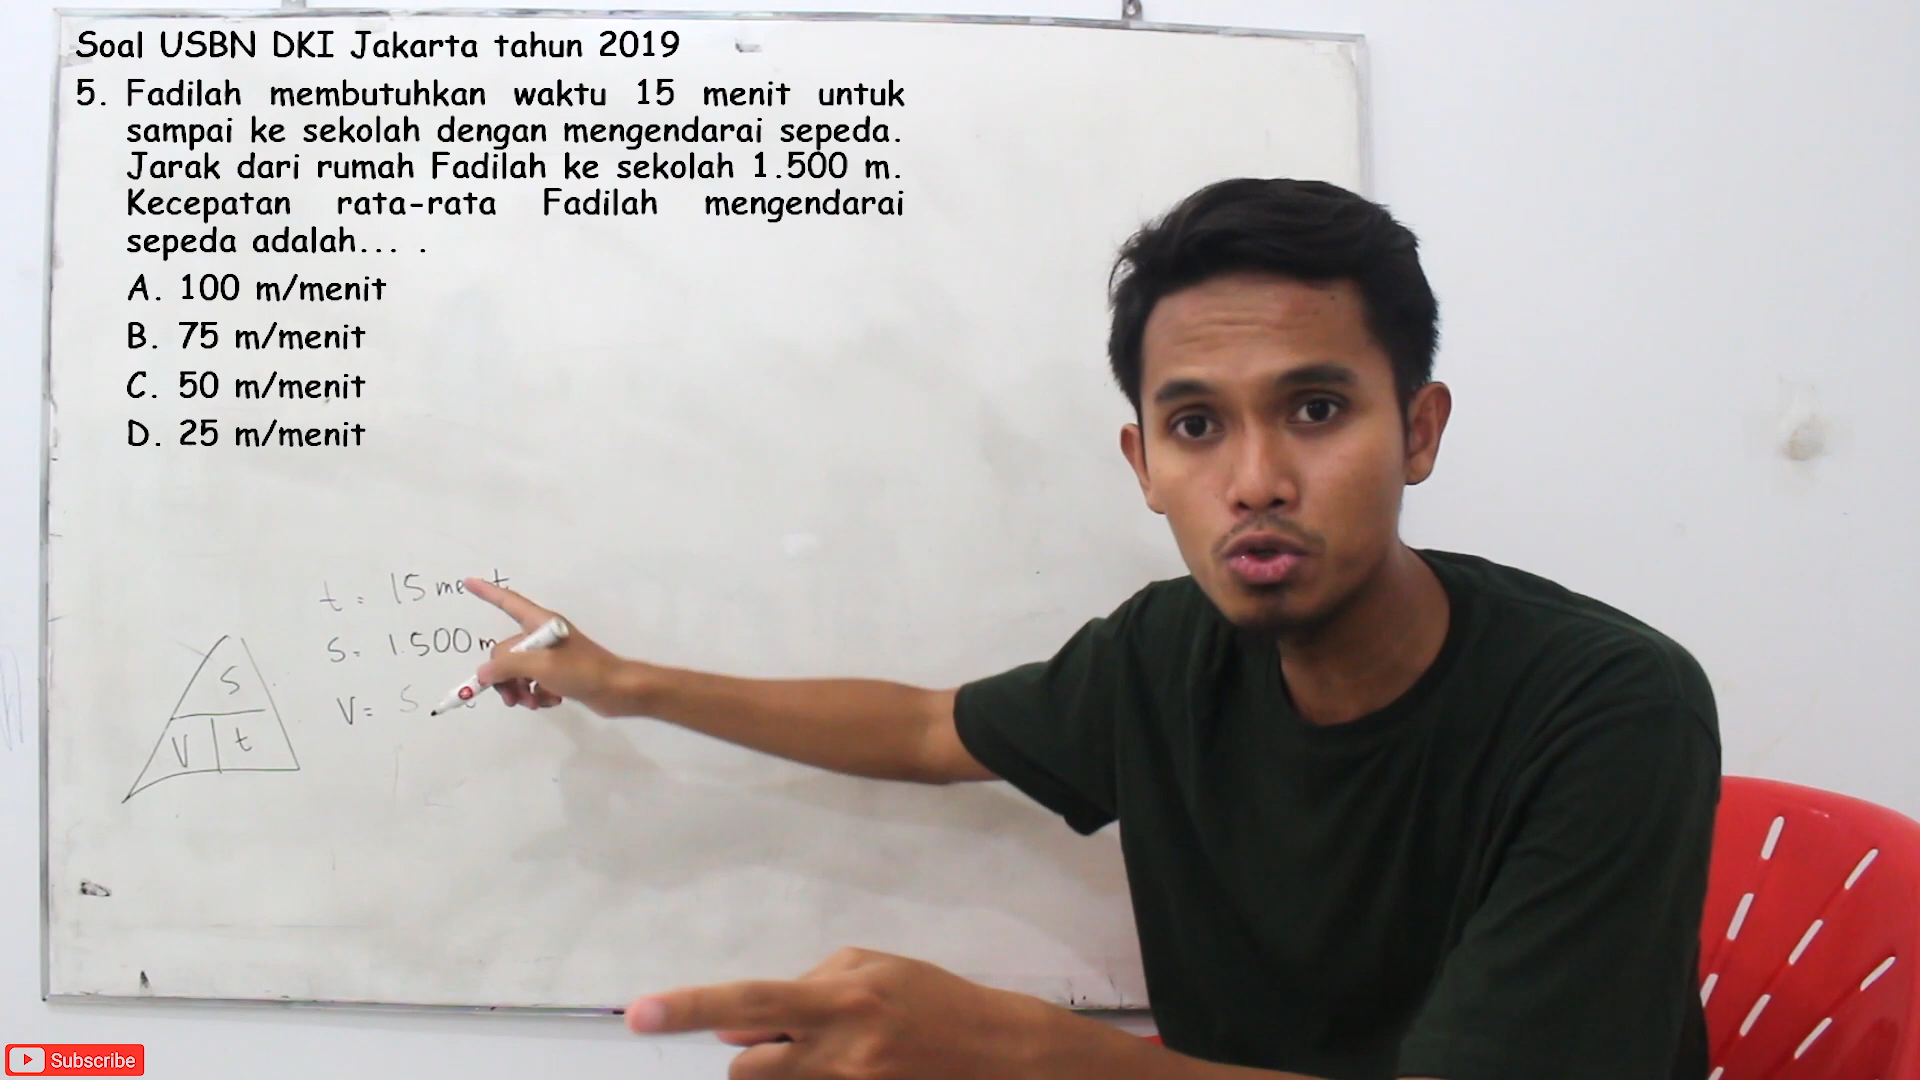 Soal USBN DKI Jakarta tahun 2019
5. Fadilah membutuhkan waktu 15 menit untuk
sampai ke sekolah dengan mengendarai sepeda.
Jarak dari rumah Fadilah ke sekolah 1.500 m.
Kecepatan rata-rata Fadilah mengendarai
sepeda adalah... .
A. 100 m/menit
B. 75 m/menit
C. 50 m/menit
D. 25 m/menit
t = 15
S = 1.500 m
V = S
S
V t
Subscribe